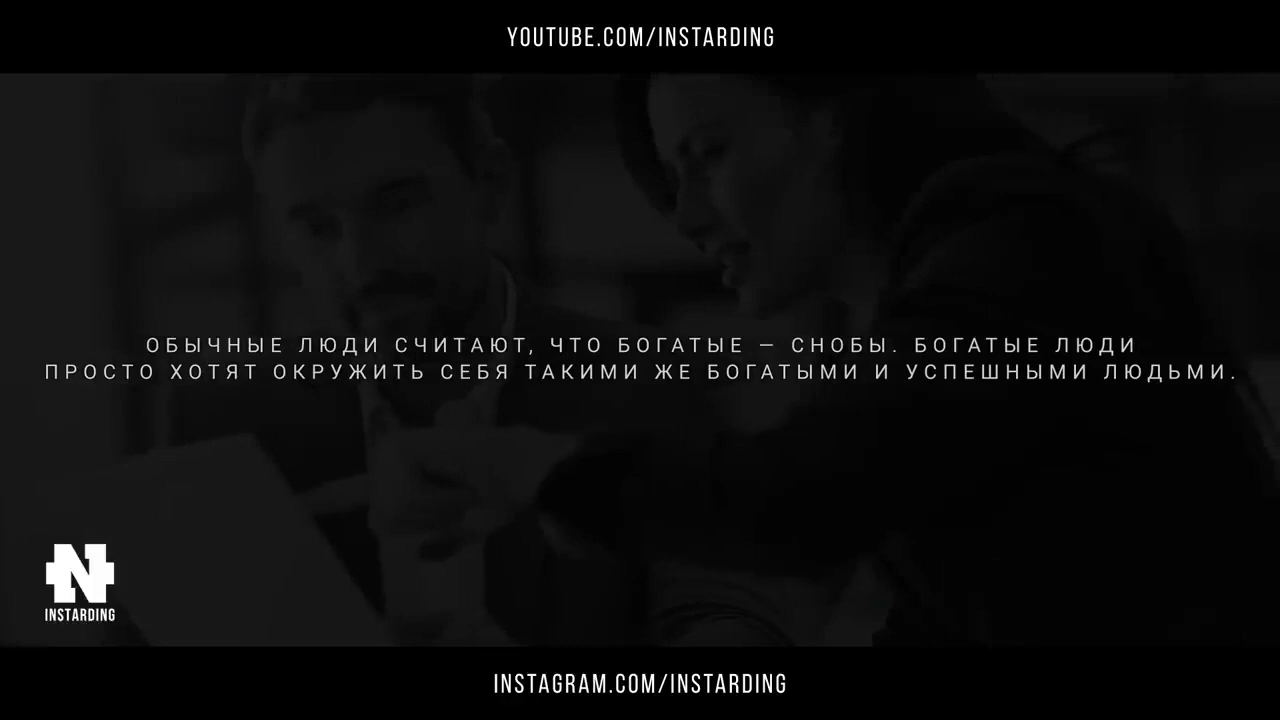 YOUTUBE.COM/INSTARDING
ОБЫЧНЫЕ ЛЮДИ СЧИТАЮТ, ЧТО БОГАТЫЕ – СНОБЫ. БОГАТЫЕ ЛЮДИ
ПРОСТО ХОТЯТ ОКРУЖИТЬ СЕБЯ ТАКИМИ ЖЕ БОГАТЫМИ И УСПЕШНЫМИ ЛЮДЬМИ.
N
INSTARDING
INSTAGRAM.COM/INSTARDING